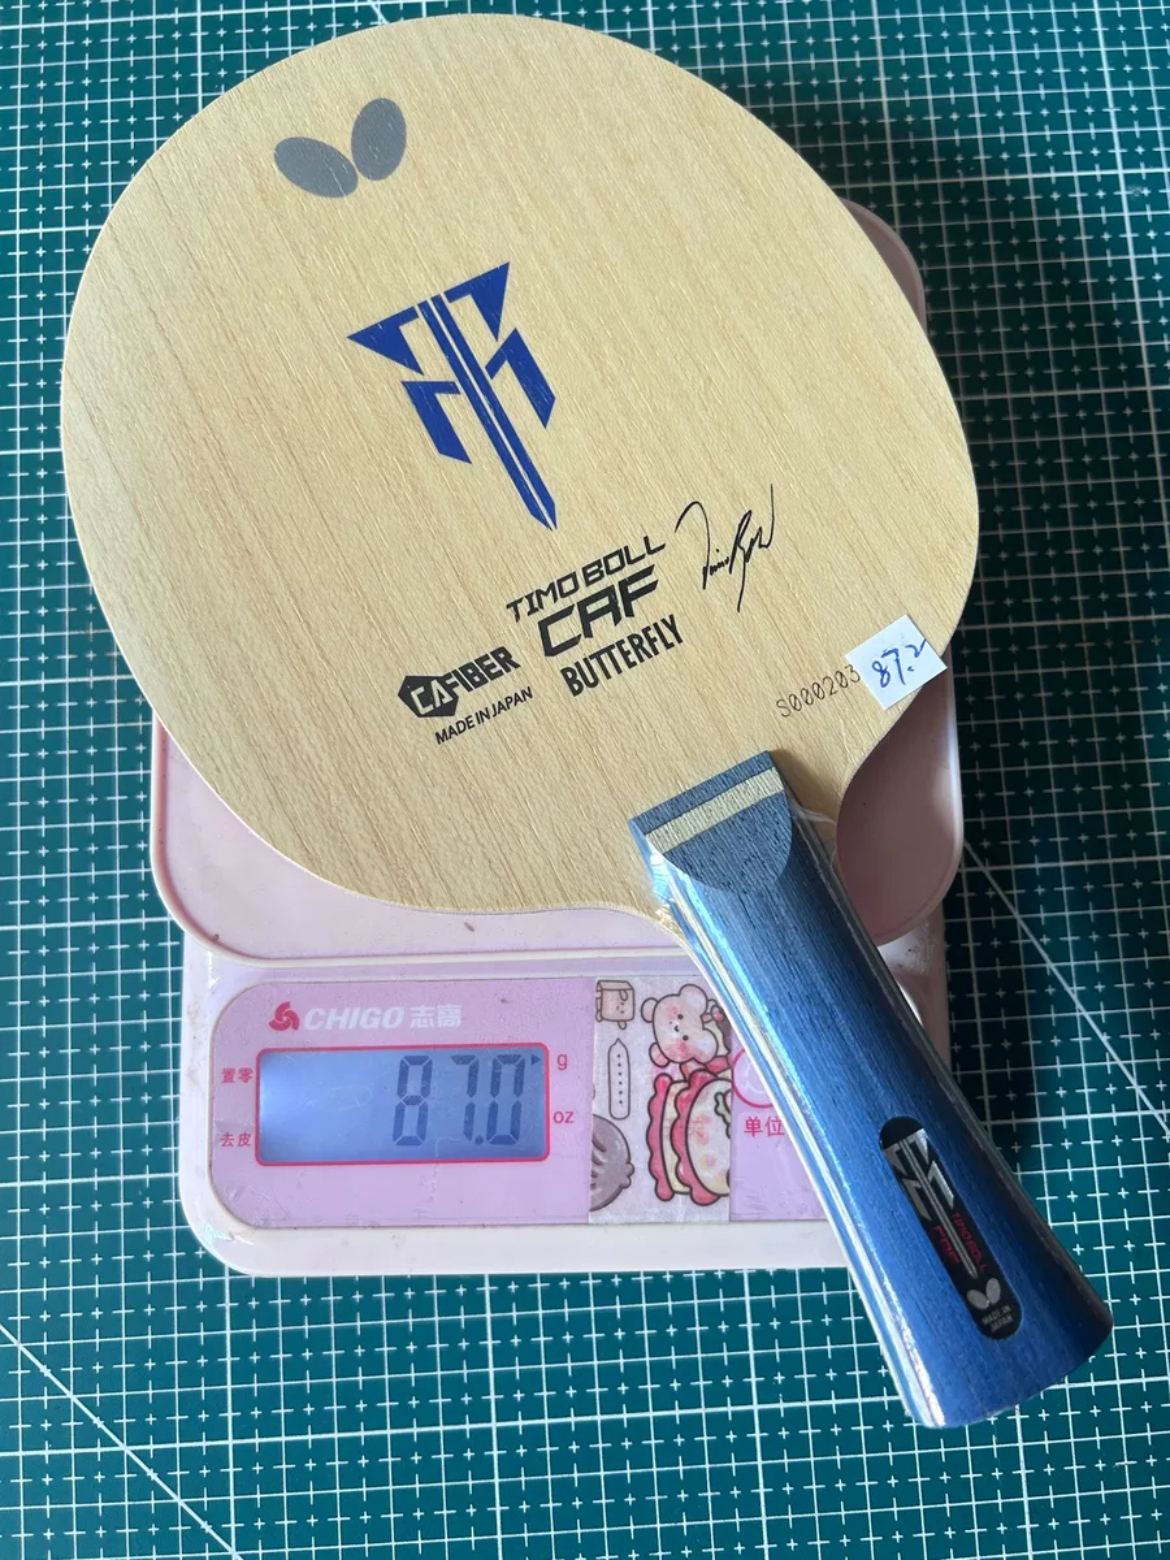 TIMO BOLL
CAF
BUTTERFLY
CAFIBER
MADE IN JAPAN
S000203
87.2
CHIGO 志高
置零
87.0
g
oz
去皮
单位
TIMO BOLL
MADE IN
JAPAN